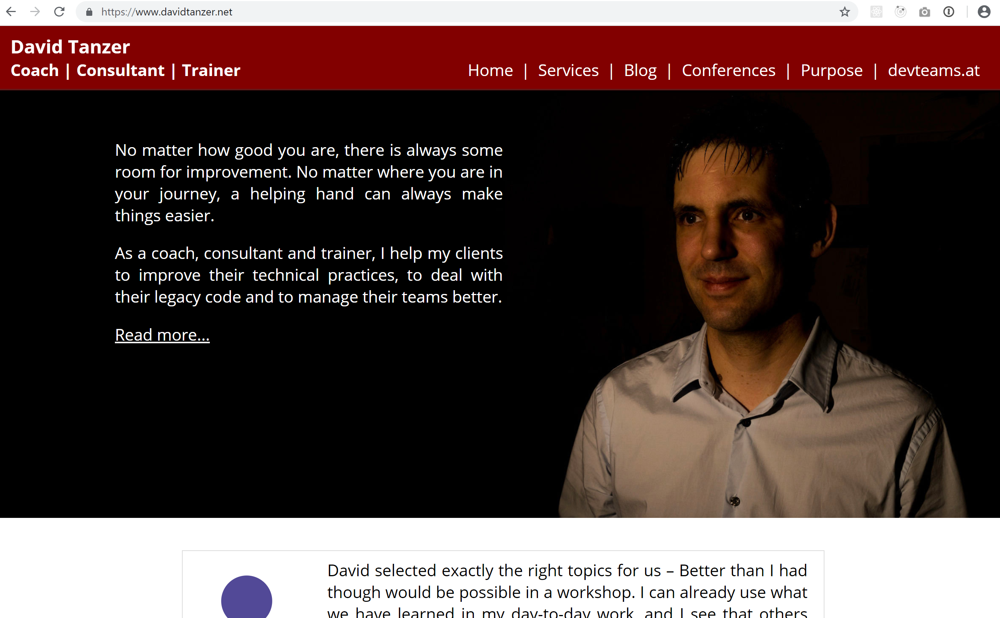 https://www.davidtanzer.net
David Tanzer
Coach | Consultant | Trainer
Home | Services | Blog | Conferences | Purpose | devteams.at
No matter how good you are, there is always some
room for improvement. No matter where you are in
your journey, a helping hand can always make
things easier.
As a coach, consultant and trainer, I help my clients
to improve their technical practices, to deal with
their legacy code and to manage their teams better.
Read more...
David selected exactly the right topics for us – Better than I had
though would be possible in a workshop. I can already use what
we have learned in my day-to-day work, and I see that others